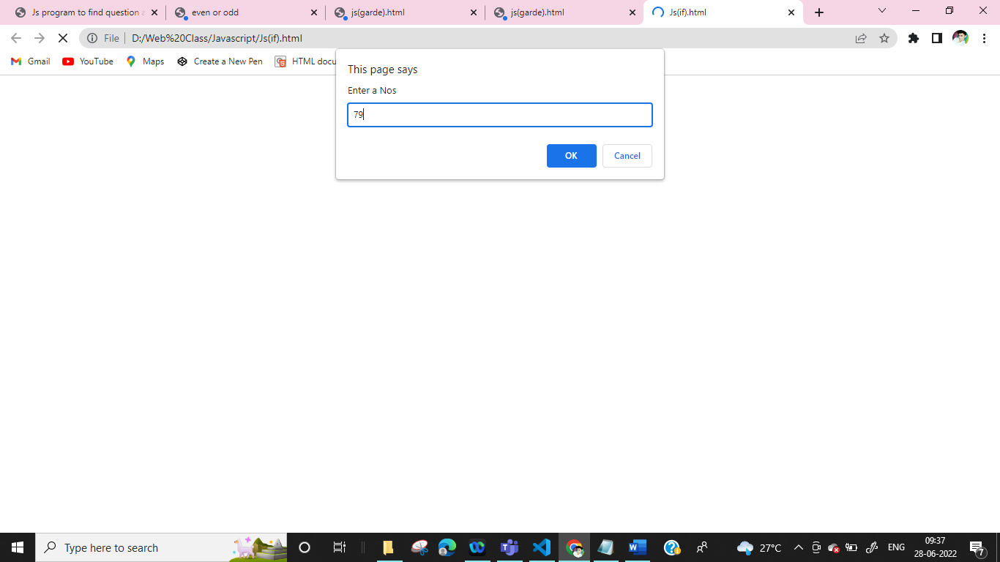 Js program to find question a
even or odd
js(garde).html
js(garde).html
Js(if).html
File
D:/Web%20Class/Javascript/Js(if).html
Gmail
YouTube
Maps
Create a New Pen
HTML docu
This page says
Enter a Nos
79
OK
Cancel
Type here to search
27°C
ENG
09:37
28-06-2022
7